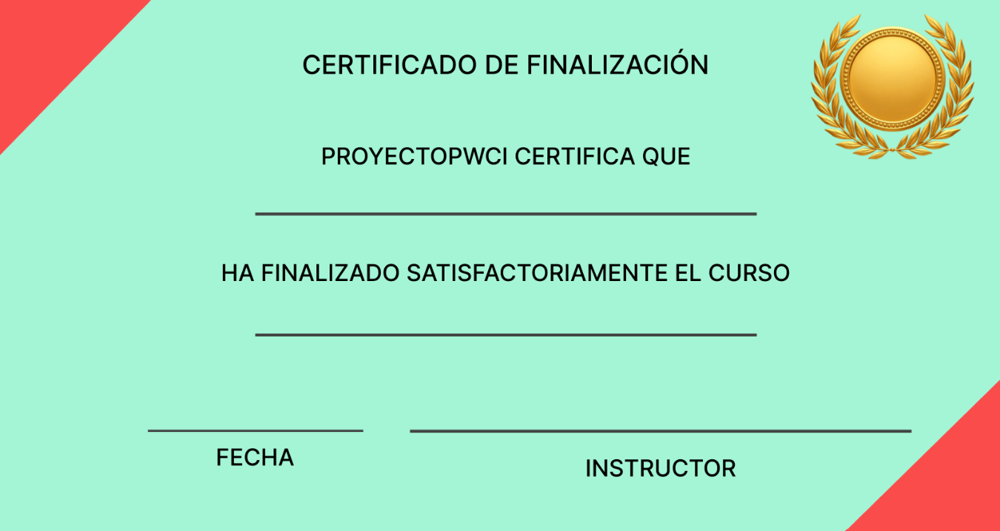 CERTIFICADO DE FINALIZACIÓN
PROYECTOPWCI CERTIFICA QUE
HA FINALIZADO SATISFACTORIAMENTE EL CURSO
FECHA
INSTRUCTOR